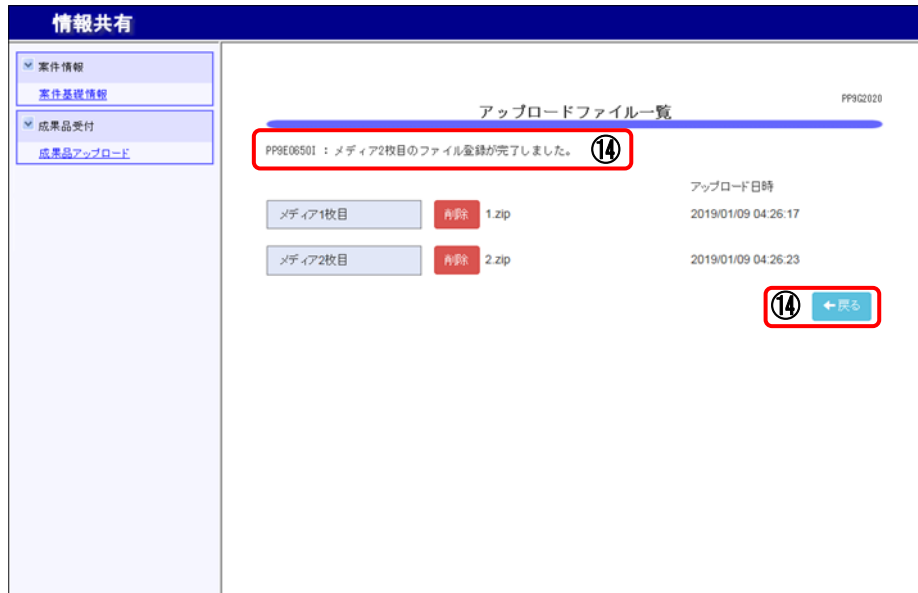 情報共有
案件情報
案件基礎情報
成果品受付
成果品アップロード
PP9G2020
アップロードファイル一覧
PP9E0650I : メディア2枚目のファイル登録が完了しました。 ⑭
アップロード日時
メディア1枚目 削除 1.zip 2019/01/09 04:26:17
メディア2枚目 削除 2.zip 2019/01/09 04:26:23
⑭ 戻る